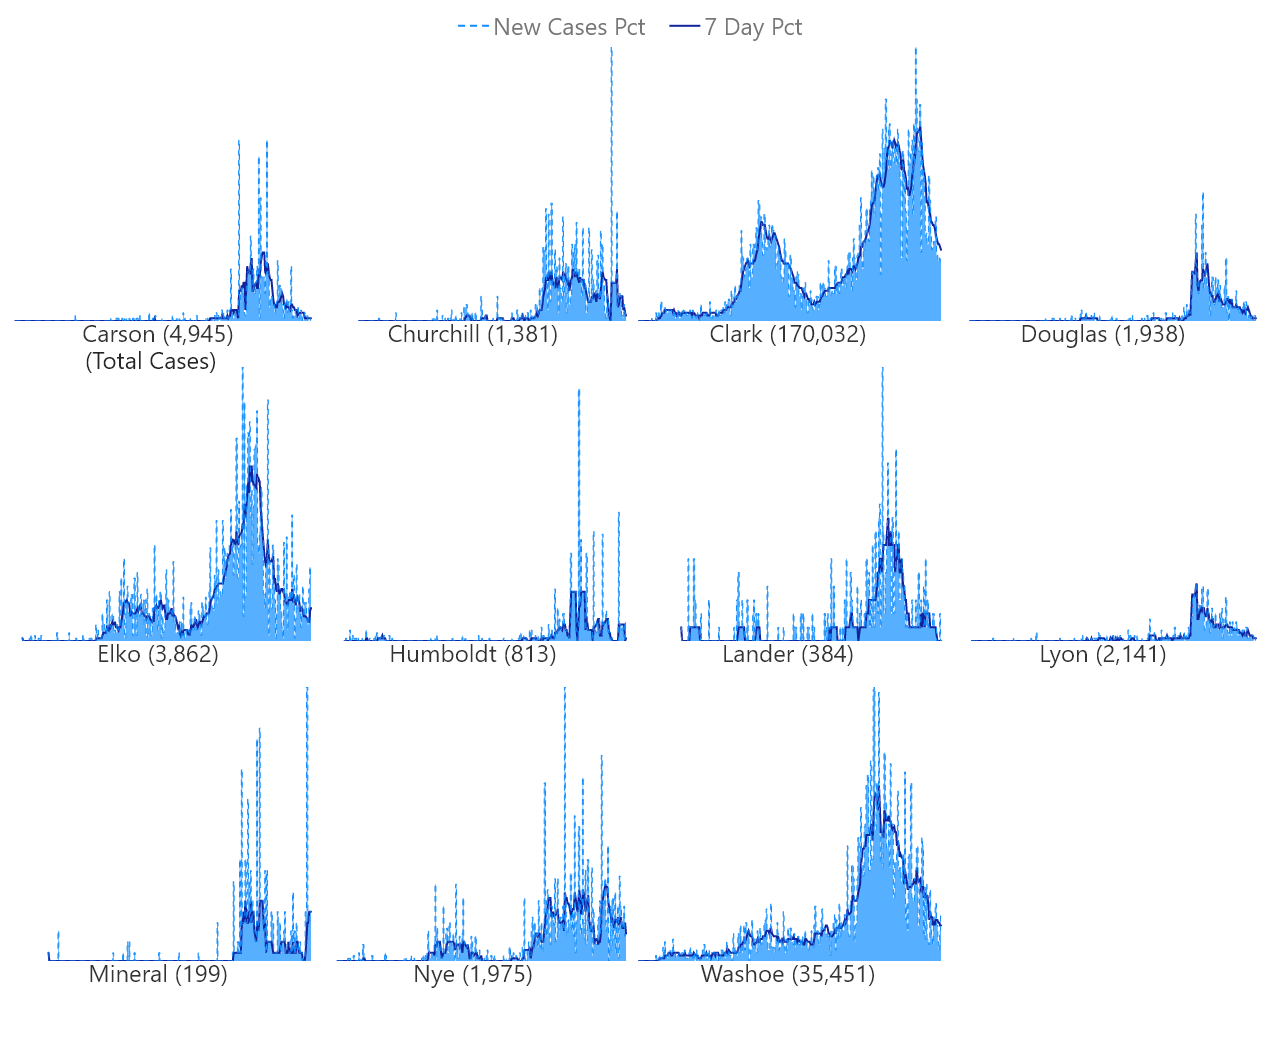 New Cases Pct 7 Day Pct
Carson (4,945) Churchill (1,381) Clark (170,032) Douglas (1,938)
(Total Cases)
Elko (3,862) Humboldt (813) Lander (384) Lyon (2,141)
Mineral (199) Nye (1,975) Washoe (35,451)